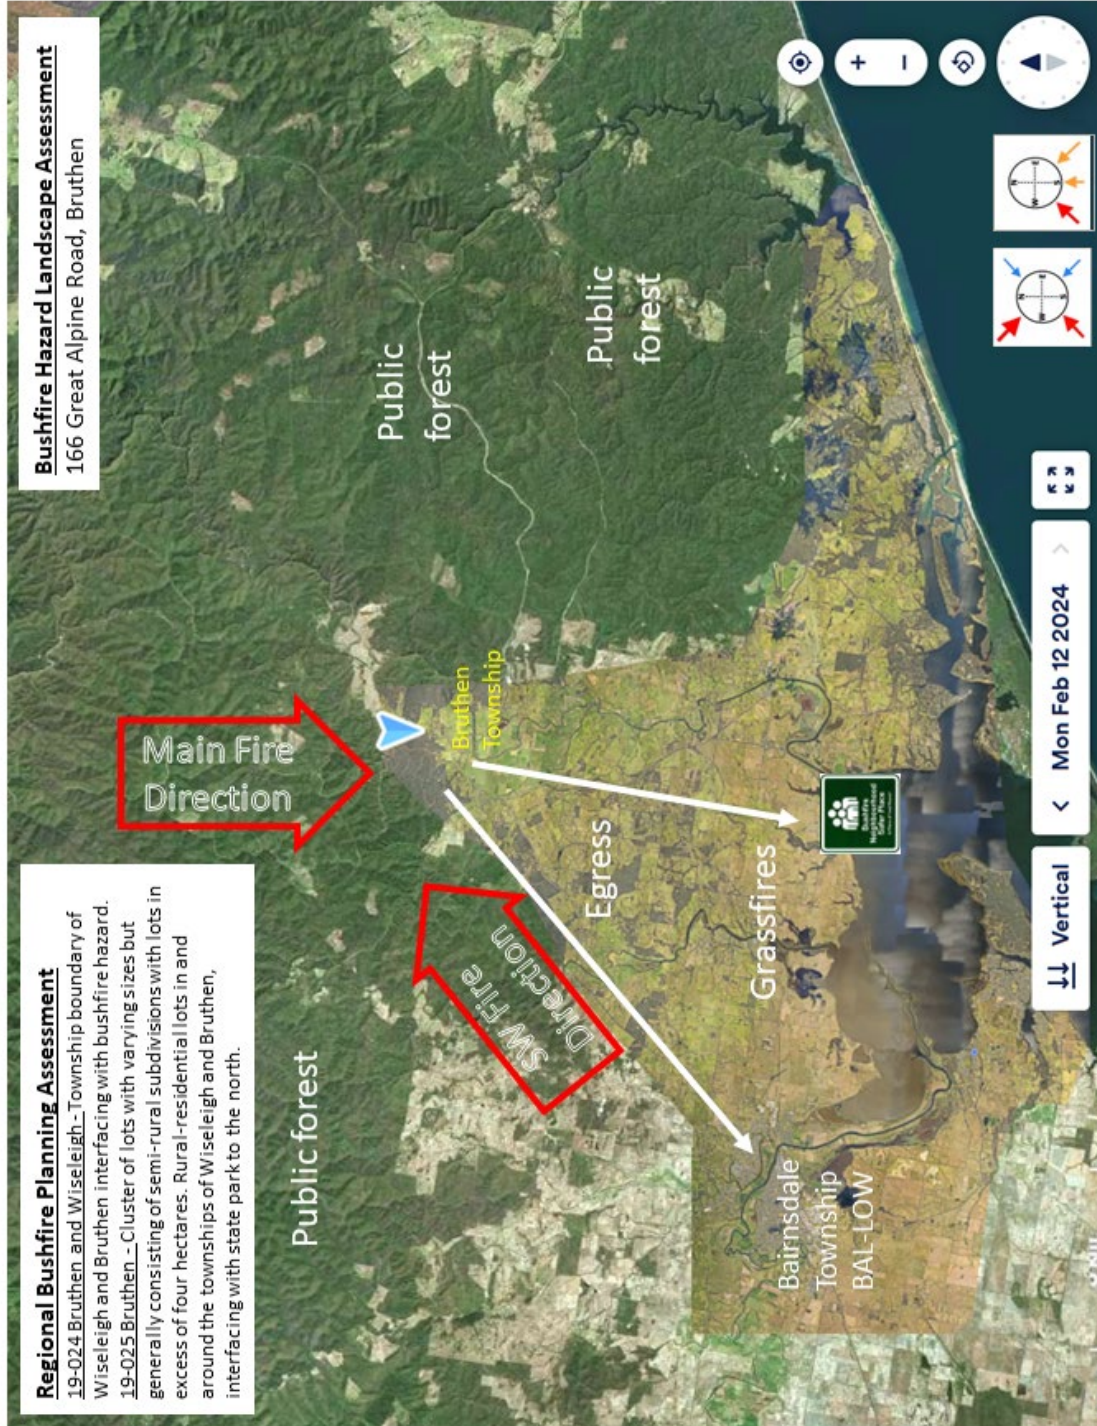 Regional Bushfire Planning Assessment
19-024 Bruthen and Wiseleigh - Township boundary of
Wiseleigh and Bruthen interfacing with bushfire hazard.
19-025 Bruthen - Cluster of lots with varying sizes but
generally consisting of semi-rural subdivisions with lots in
excess of four hectares. Rural-residential lots in and
around the townships of Wiseleigh and Bruthen,
interfacing with state park to the north.
Bushfire Hazard Landscape Assessment
166 Great Alpine Road, Bruthen
Main Fire
Direction
Public forest
SW Fire
Direction
Public
forest
Public
forest
Bruthen
Township
Egress
Grassfires
Bairnsdale
Township
BAL-LOW
Bushfire
Neighbourhood
Safer Place
Vertical
< Mon Feb 12 2024 >
N
E
S
W
N
E
S
W
+
−